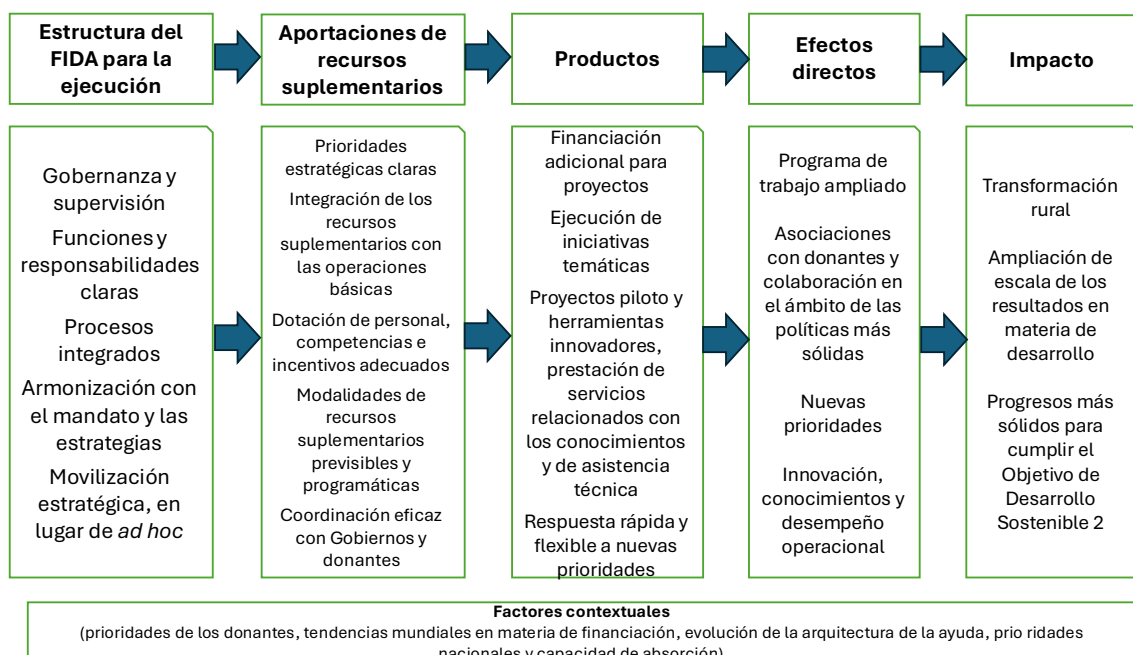 Estructura del
FIDA para la
ejecución
Aportaciones de
recursos
suplementarios
Productos
Efectos
directos
Impacto
Gobernanza y
supervisión
Funciones y
responsabilidades
claras
Procesos
integrados
Armonización con
el mandato y las
estrategias
Movilización
estratégica, en
lugar de ad hoc
Prioridades
estratégicas claras
Integración de los
recursos
suplementarios con
las operaciones
básicas
Dotación de personal,
competencias e
incentivos adecuados
Modalidades de
recursos
suplementarios
previsibles y
programáticas
Coordinación eficaz
con Gobiernos y
donantes
Financiación
adicional para
proyectos
Ejecución de
iniciativas
temáticas
Proyectos piloto y
herramientas
innovadores,
prestación de
servicios
relacionados con
los conocimientos
y de asistencia
técnica
Respuesta rápida y
flexible a nuevas
prioridades
Programa de
trabajo ampliado
Asociaciones
con donantes y
colaboración en
el ámbito de las
políticas más
sólidas
Nuevas
prioridades
Innovación,
conocimientos y
desempeño
operacional
Transformación
rural
Ampliación de
escala de los
resultados en
materia de
desarrollo
Progresos más
sólidos para
cumplir el
Objetivo de
Desarrollo
Sostenible 2
Factores contextuales
(prioridades de los donantes, tendencias mundiales en materia de financiación, evolución de la arquitectura de la ayuda, prio ridades
nacionales y capacidad de absorción)